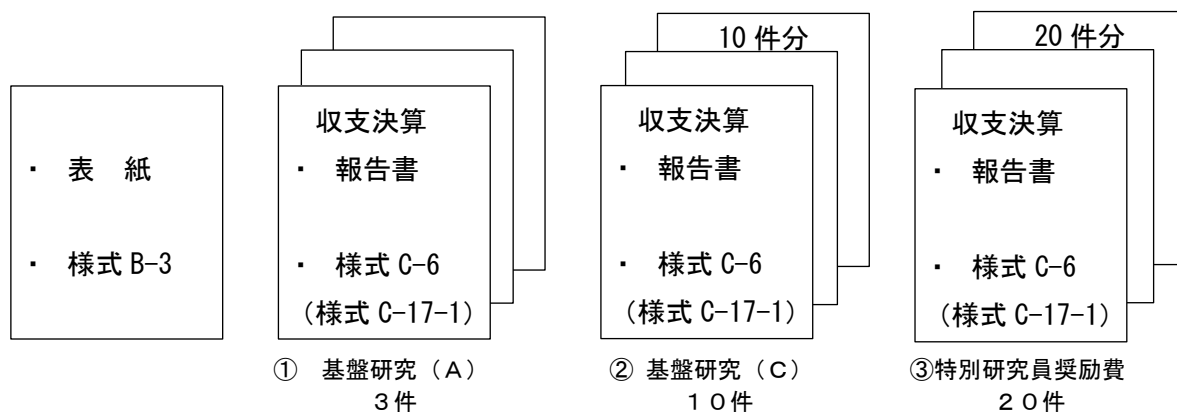 ・ 表 紙
・ 様式 B-3
収支決算
・ 報告書
・ 様式 C-6
(様式 C-17-1)
① 基盤研究(A)
3件
10 件分
収支決算
・ 報告書
・ 様式 C-6
(様式 C-17-1)
② 基盤研究(C)
10件
20 件分
収支決算
・ 報告書
・ 様式 C-6
(様式 C-17-1)
③特別研究員奨励費
20件